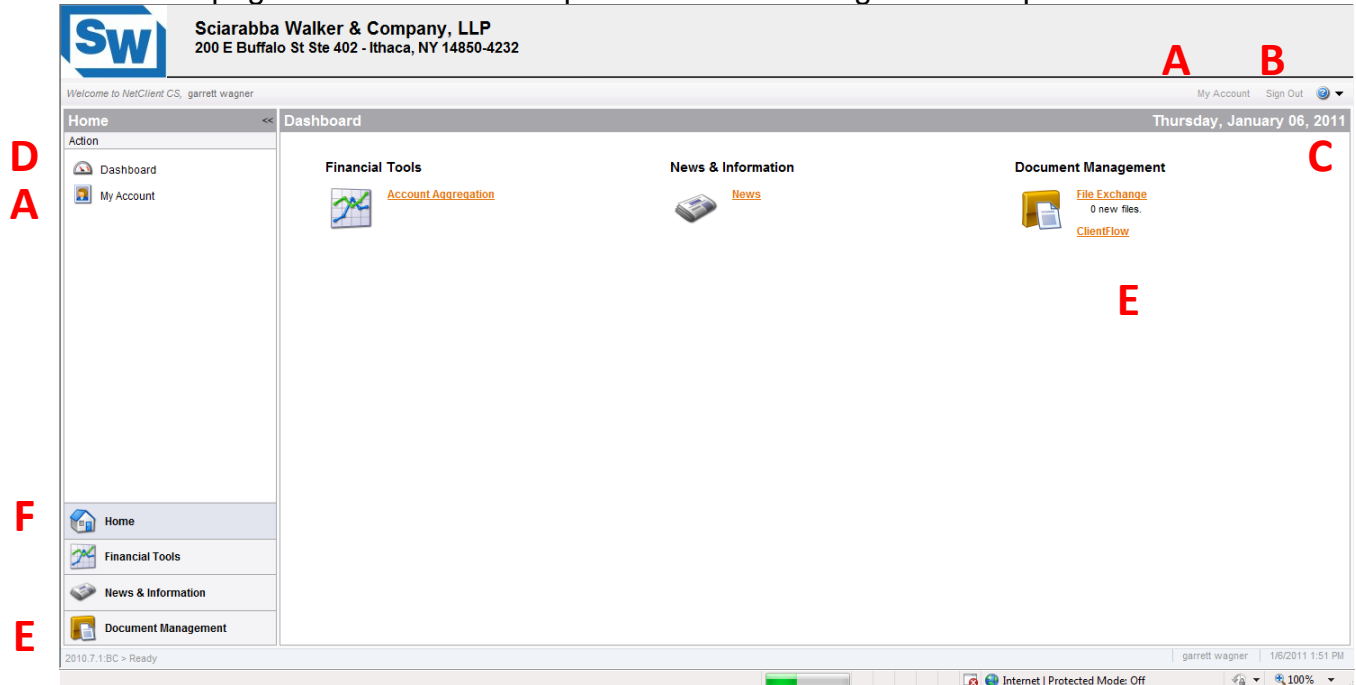 SW
Sciarabba Walker & Company, LLP
200 E Buffalo St Ste 402 - Ithaca, NY 14850-4232
A B
Welcome to NetClient CS, garrett wagner My Account Sign Out
Home << Dashboard Thursday, January 06, 2011
Action
D Dashboard Financial Tools News & Information Document Management C
A My Account Account Aggregation News File Exchange
0 new files.
ClientFlow
E
F Home
Financial Tools
News & Information
E Document Management
2010.7.1:BC > Ready garrett wagner 1/6/2011 1:51 PM
Internet | Protected Mode: Off 100%